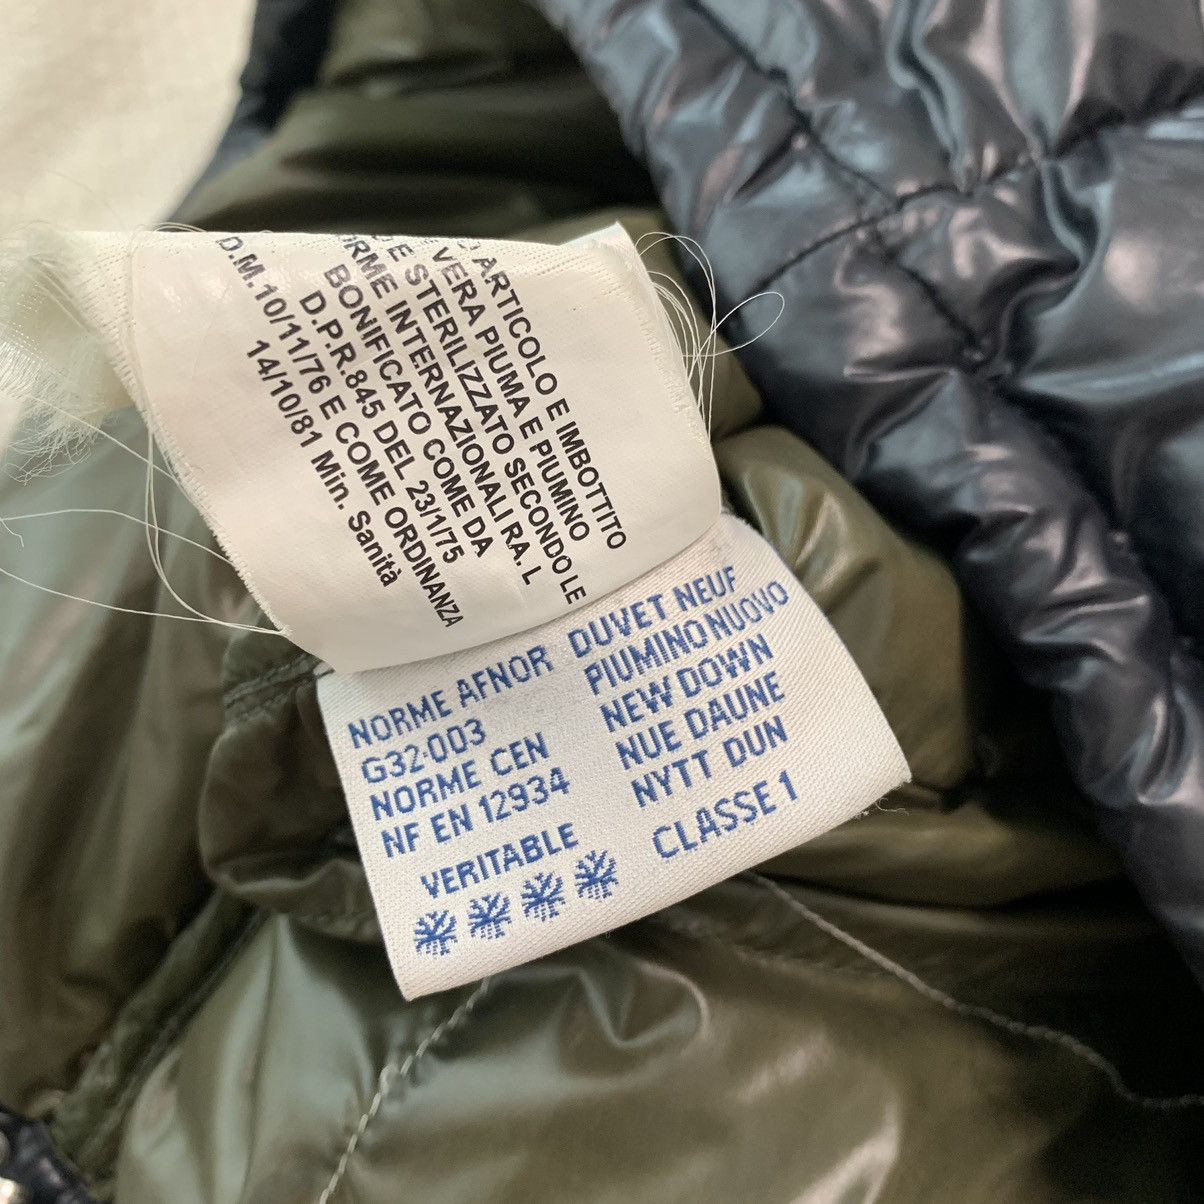 ARTICOLO E IMBOTTITO
VERA PIUMA E PIUMINO
E STERILIZZATO SECONDO LE
INTERNAZIONALI RA. L
BONIFICATO COME DA
D.P.R.845 DEL 23/1/75
D.M.10/11/76 E COME ORDINANZA
14/10/81 Min. Sanità
NORME AFNOR
G32-003
NORME CEN
NF EN 12934
VERITABLE
DUVET NEUF
PIUMINO NUOVO
NEW DOWN
NUE DAUNE
NYTT DUN
CLASSE 1